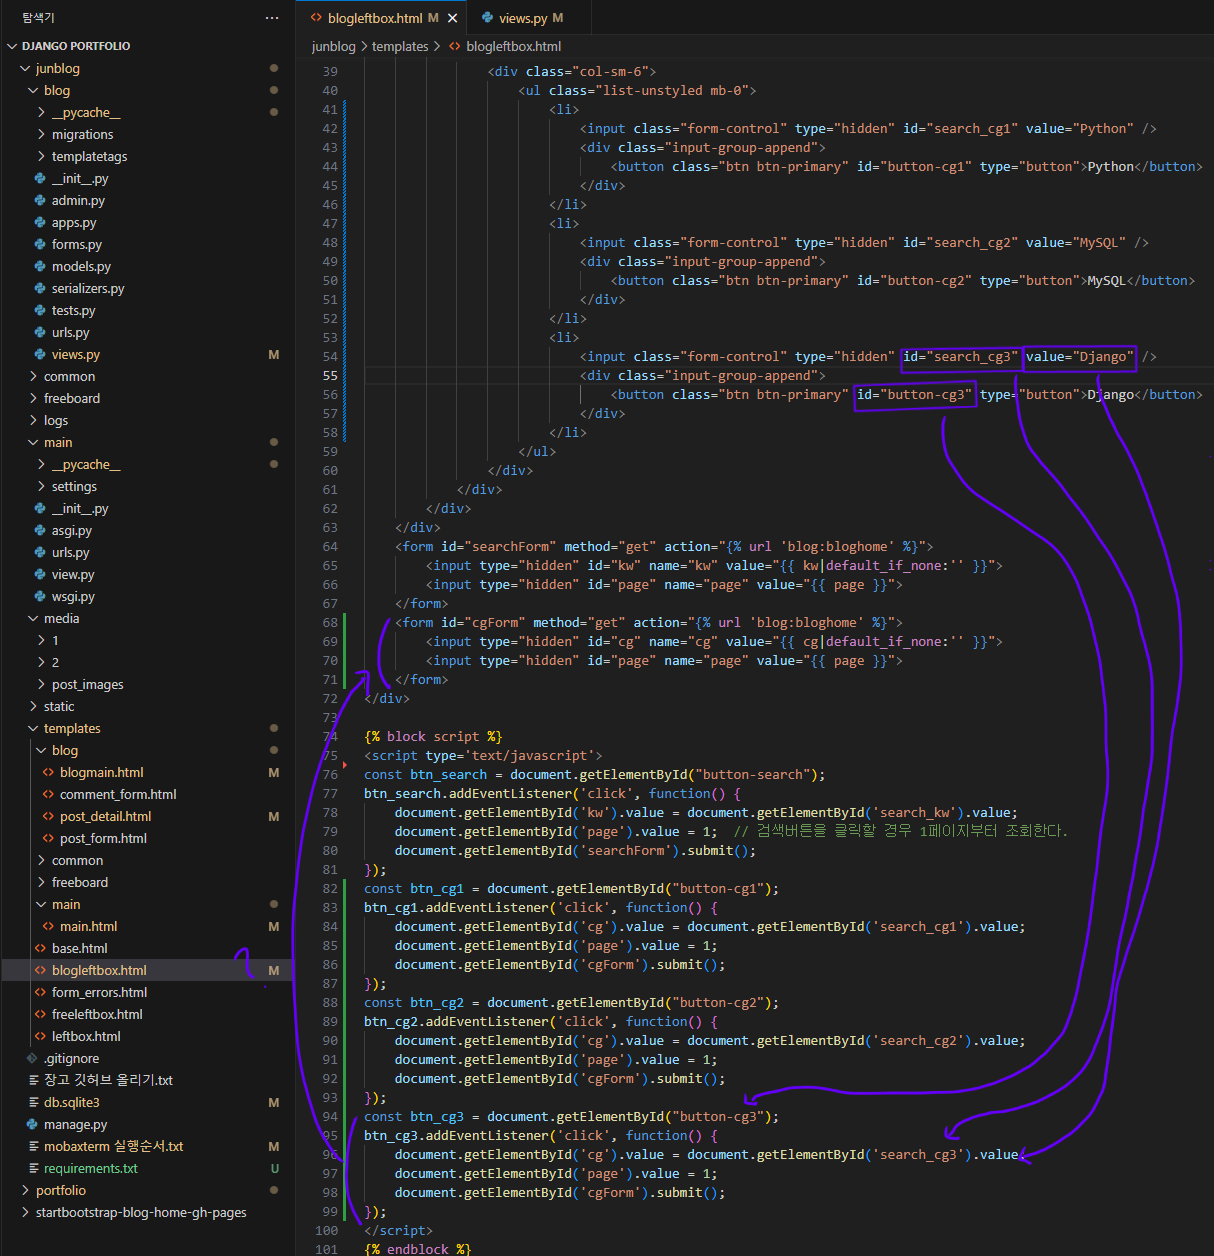 탐색기
···
DJANGO PORTFOLIO
junblog
blog
__pycache__
migrations
templatetags
__init__.py
admin.py
apps.py
forms.py
models.py
serializers.py
tests.py
urls.py
views.py M
common
freeboard
logs
main
__pycache__
settings
__init__.py
asgi.py
urls.py
view.py
wsgi.py
media
1
2
post_images
static
templates
blog
blogmain.html M
comment_form.html
post_detail.html M
post_form.html
common
freeboard
main
main.html M
base.html
blogleftbox.html M
form_errors.html
freeleftbox.html
leftbox.html
.gitignore
장고 깃허브 올리기.txt
db.sqlite3 M
manage.py
mobaxterm 실행순서.txt M
requirements.txt U
portfolio
startbootstrap-blog-home-gh-pages
blogleftbox.html M
views.py M
junblog > templates > blogleftbox.html
39 <div class="col-sm-6">
40 <ul class="list-unstyled mb-0">
41 <li>
42 <input class="form-control" type="hidden" id="search_cg1" value="Python" />
43 <div class="input-group-append">
44 <button class="btn btn-primary" id="button-cg1" type="button">Python</button>
45 </div>
46 </li>
47 <li>
48 <input class="form-control" type="hidden" id="search_cg2" value="MySQL" />
49 <div class="input-group-append">
50 <button class="btn btn-primary" id="button-cg2" type="button">MySQL</button>
51 </div>
52 </li>
53 <li>
54 <input class="form-control" type="hidden" id="search_cg3" value="Django" />
55 <div class="input-group-append">
56 <button class="btn btn-primary" id="button-cg3" type="button">Django</button>
57 </div>
58 </li>
59 </ul>
60 </div>
61 </div>
62 </div>
63 </div>
64 <form id="searchForm" method="get" action="{% url 'blog:bloghome' %}">
65 <input type="hidden" id="kw" name="kw" value="{{ kw|default_if_none:'' }}">
66 <input type="hidden" id="page" name="page" value="{{ page }}">
67 </form>
68 <form id="cgForm" method="get" action="{% url 'blog:bloghome' %}">
69 <input type="hidden" id="cg" name="cg" value="{{ cg|default_if_none:'' }}">
70 <input type="hidden" id="page" name="page" value="{{ page }}">
71 </form>
72 </div>
73
74 {% block script %}
75 <script type='text/javascript'>
76 const btn_search = document.getElementById("button-search");
77 btn_search.addEventListener('click', function() {
78 document.getElementById('kw').value = document.getElementById('search_kw').value;
79 document.getElementById('page').value = 1; // 검색버튼을 클릭할 경우 1페이지부터 조회한다.
80 document.getElementById('searchForm').submit();
81 });
82 const btn_cg1 = document.getElementById("button-cg1");
83 btn_cg1.addEventListener('click', function() {
84 document.getElementById('cg').value = document.getElementById('search_cg1').value;
85 document.getElementById('page').value = 1;
86 document.getElementById('cgForm').submit();
87 });
88 const btn_cg2 = document.getElementById("button-cg2");
89 btn_cg2.addEventListener('click', function() {
90 document.getElementById('cg').value = document.getElementById('search_cg2').value;
91 document.getElementById('page').value = 1;
92 document.getElementById('cgForm').submit();
93 });
94 const btn_cg3 = document.getElementById("button-cg3");
95 btn_cg3.addEventListener('click', function() {
96 document.getElementById('cg').value = document.getElementById('search_cg3').value;
97 document.getElementById('page').value = 1;
98 document.getElementById('cgForm').submit();
99 });
100 </script>
101 {% endblock %}